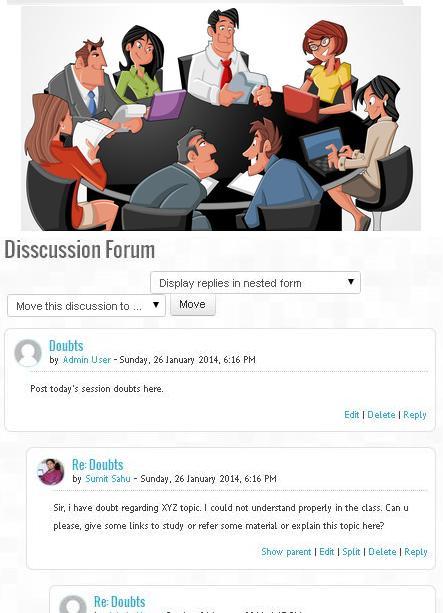 Disscussion Forum
Display replies in nested form
Move this discussion to ... Move
Doubts
by Admin User - Sunday, 26 January 2014, 6:16 PM
Post today's session doubts here.
Edit | Delete | Reply
Re: Doubts
by Sumit Sahu - Sunday, 26 January 2014, 6:16 PM
Sir, i have doubt regarding XYZ topic. I could not understand properly in the class. Can u
please, give some links to study or refer some material or explain this topic here?
Show parent | Edit | Split | Delete | Reply
Re: Doubts